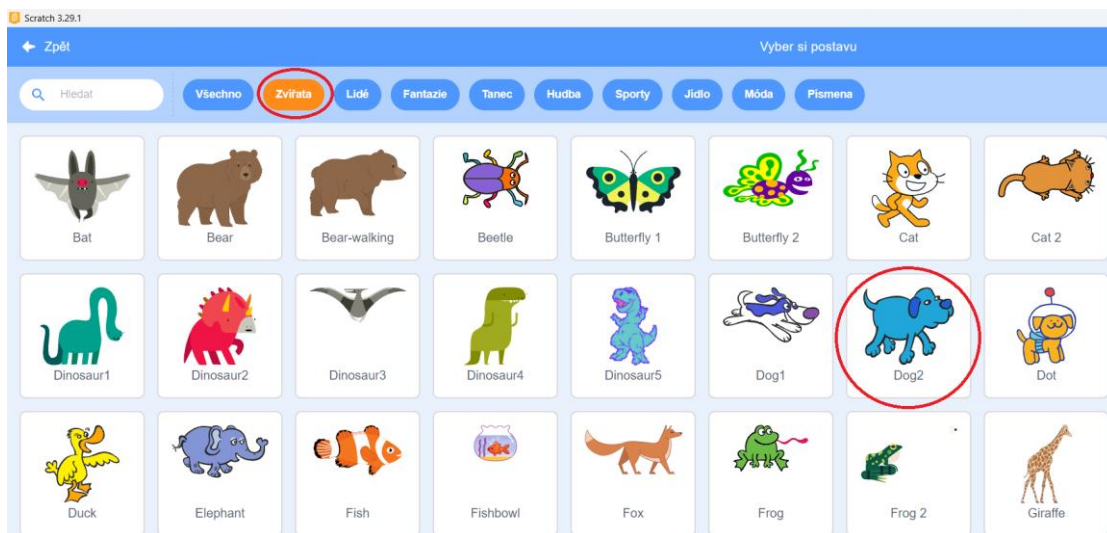 Scratch 3.29.1
Zpět Vyber si postavu
Hledat Všechno Zvířata Lidé Fantazie Tanec Hudba Sporty Jídlo Móda Písmena
Bat Bear Bear-walking Beetle Butterfly 1 Butterfly 2 Cat Cat 2
Dinosaur1 Dinosaur2 Dinosaur3 Dinosaur4 Dinosaur5 Dog1 Dog2 Dot
Duck Elephant Fish Fishbowl Fox Frog Frog 2 Giraffe